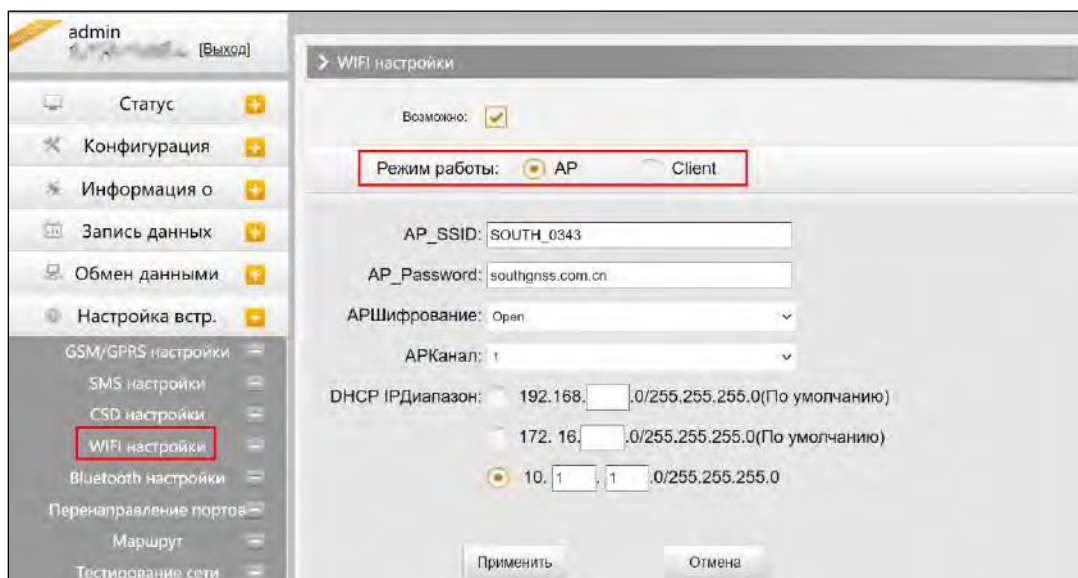 admin
[Выход]
Статус
Конфигурация
Информация о
Запись данных
Обмен данными
Настройка встр.
GSM/GPRS настройки
SMS настройки
CSD настройки
WIFI настройки
Bluetooth настройки
Перенаправление портов
Маршрут
Тестирование сети
WIFI настройки
Возможно:
Режим работы: AP Client
AP_SSID: SOUTH_0343
AP_Password: southgnss.com.cn
APШифрование: Open
APКанал: 1
DHCP IPДиапазон: 192.168. .0/255.255.255.0(По умолчанию)
172. 16. .0/255.255.255.0(По умолчанию)
10. 1 . 1 .0/255.255.255.0
Применить Отмена